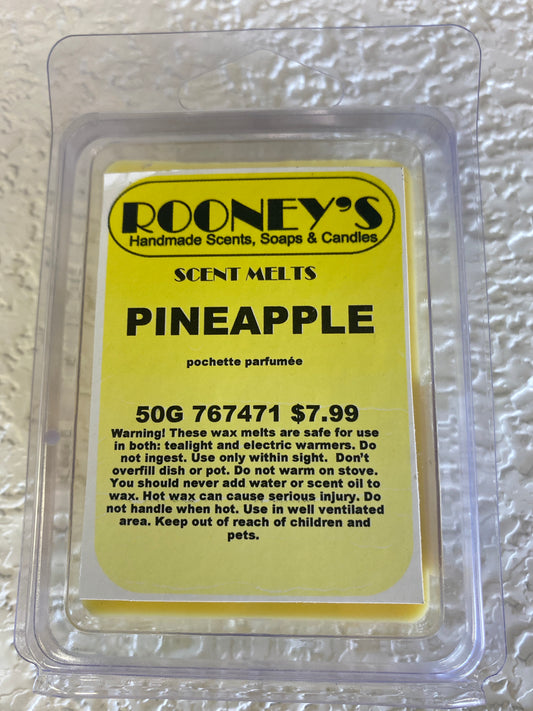 ROONEY'S
Handmade Scents, Soaps & Candles
SCENT MELTS
PINEAPPLE
pochette parfumée
50G 767471 $7.99
Warning! These wax melts are safe for use
in both: tealight and electric warmers. Do
not ingest. Use only within sight. Don't
overfill dish or pot. Do not warm on stove.
You should never add water or scent oil to
wax. Hot wax can cause serious injury. Do
not handle when hot. Use in well ventilated
area. Keep out of reach of children and
pets.